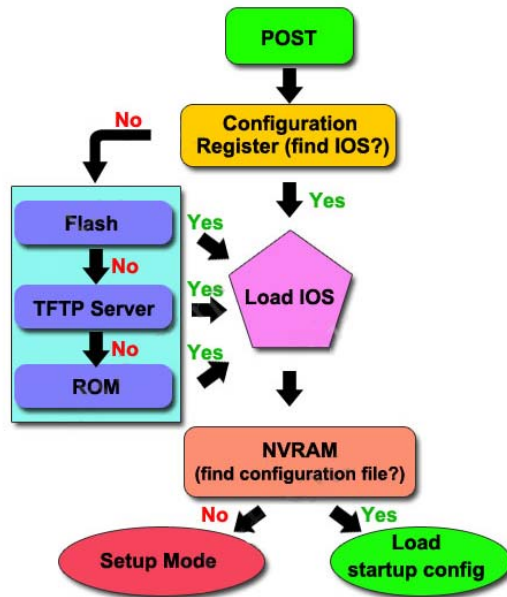 POST
No
Configuration
Register (find IOS?)
Yes
Flash
Yes
No
TFTP Server
Yes
Load IOS
No
Yes
ROM
NVRAM
(find configuration file?)
No
Yes
Setup Mode
Load
startup config